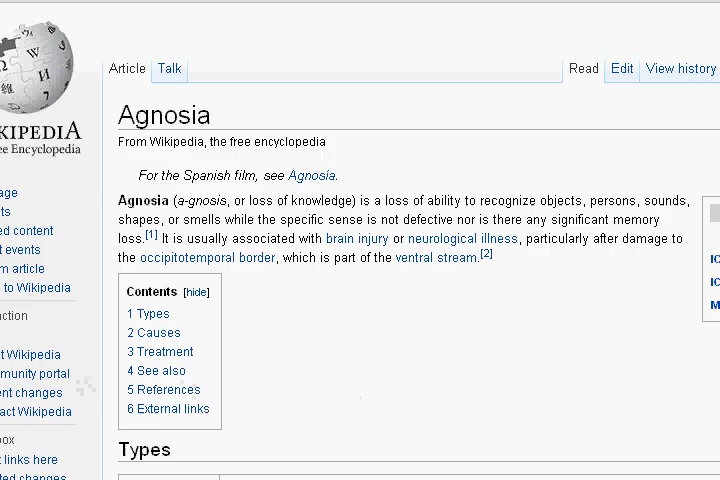 Article Talk Read Edit View history
Agnosia
From Wikipedia, the free encyclopedia
For the Spanish film, see Agnosia.
Agnosia (a-gnosis, or loss of knowledge) is a loss of ability to recognize objects, persons, sounds,
shapes, or smells while the specific sense is not defective nor is there any significant memory
loss.[1] It is usually associated with brain injury or neurological illness, particularly after damage to
the occipitotemporal border, which is part of the ventral stream.[2]
Contents [hide]
1 Types
2 Causes
3 Treatment
4 See also
5 References
6 External links
Types
KIPEDIA
ee Encyclopedia
age
ts
ed content
t events
m article
to Wikipedia
ction
t Wikipedia
munity portal
ent changes
act Wikipedia
box
links here
ted changes
IC
IC
M